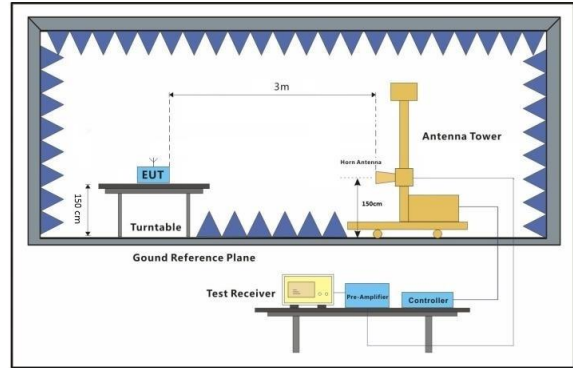 3m
Antenna Tower
Horn Antenna
EUT
150 cm
150cm
Turntable
Gound Reference Plane
Test Receiver
Pre-Amplifier
Controller